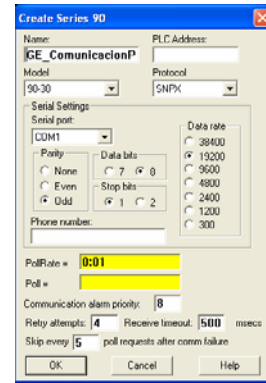 Create Series 90
Name: PLC Address:
GE_ComunicacionP
Model Protocol
90-30 SNPX
Serial Settings
Serial port:
COM1
Data rate
38400
19200
9600
4800
2400
1200
300
Parity
None
Even
Odd
Data bits
7 8
Stop bits
1 2
Phone number:
PollRate = 0:01
Poll =
Communication alarm priority: 8
Retry attempts: 4 Receive timeout: 500 msecs
Skip every 5 poll requests after comm failure
OK Cancel Help